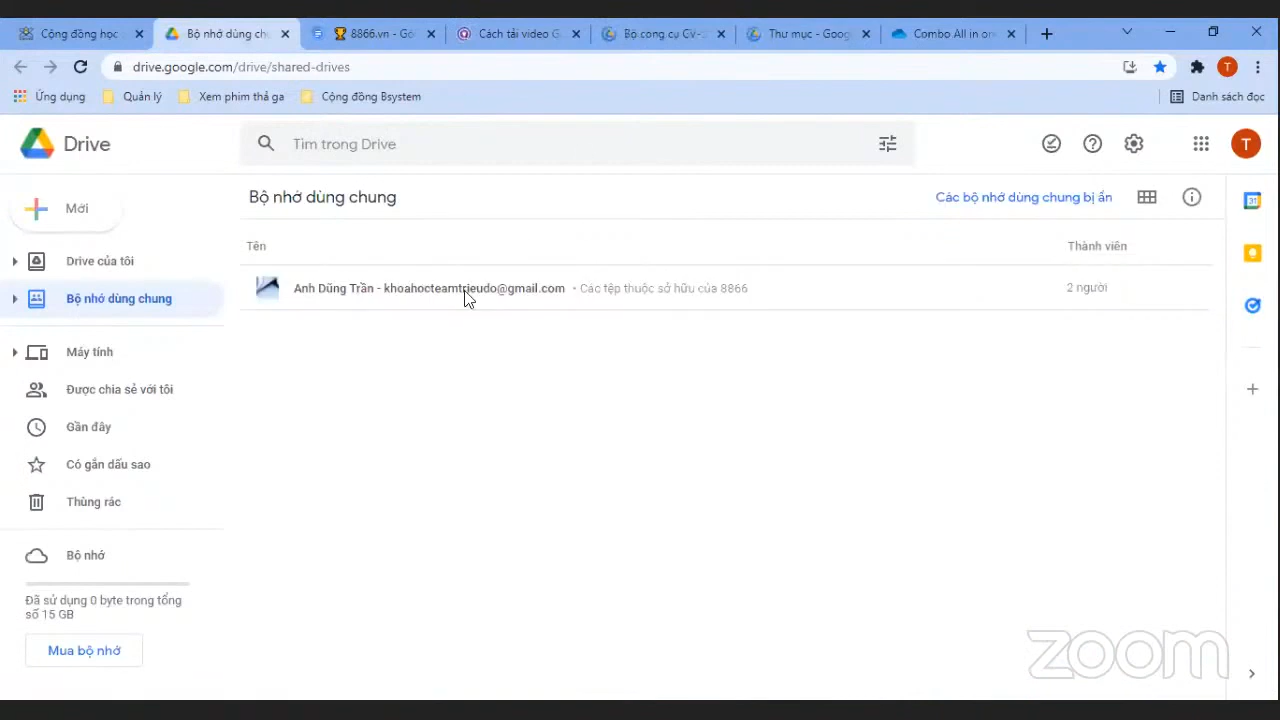 Cộng đồng học
Bộ nhớ dùng ch
8866.vn - Go
Cách tải video G
Bộ công cụ CV-
Thư mục - Goog
Combo All in on
drive.google.com/drive/shared-drives
T
Ứng dụng
Quản lý
Xem phim thả ga
Cộng đồng Bsystem
Danh sách đọc
Drive
Tìm trong Drive
T
Mới
Bộ nhớ dùng chung
Các bộ nhớ dùng chung bị ẩn
Tên
Thành viên
Drive của tôi
Anh Dũng Trần - khoahocteamtrieudo@gmail.com • Các tệp thuộc sở hữu của 8866
2 người
Bộ nhớ dùng chung
Máy tính
Được chia sẻ với tôi
Gần đây
Có gắn dấu sao
Thùng rác
Bộ nhớ
Đã sử dụng 0 byte trong tổng
số 15 GB
Mua bộ nhớ
31
zoom